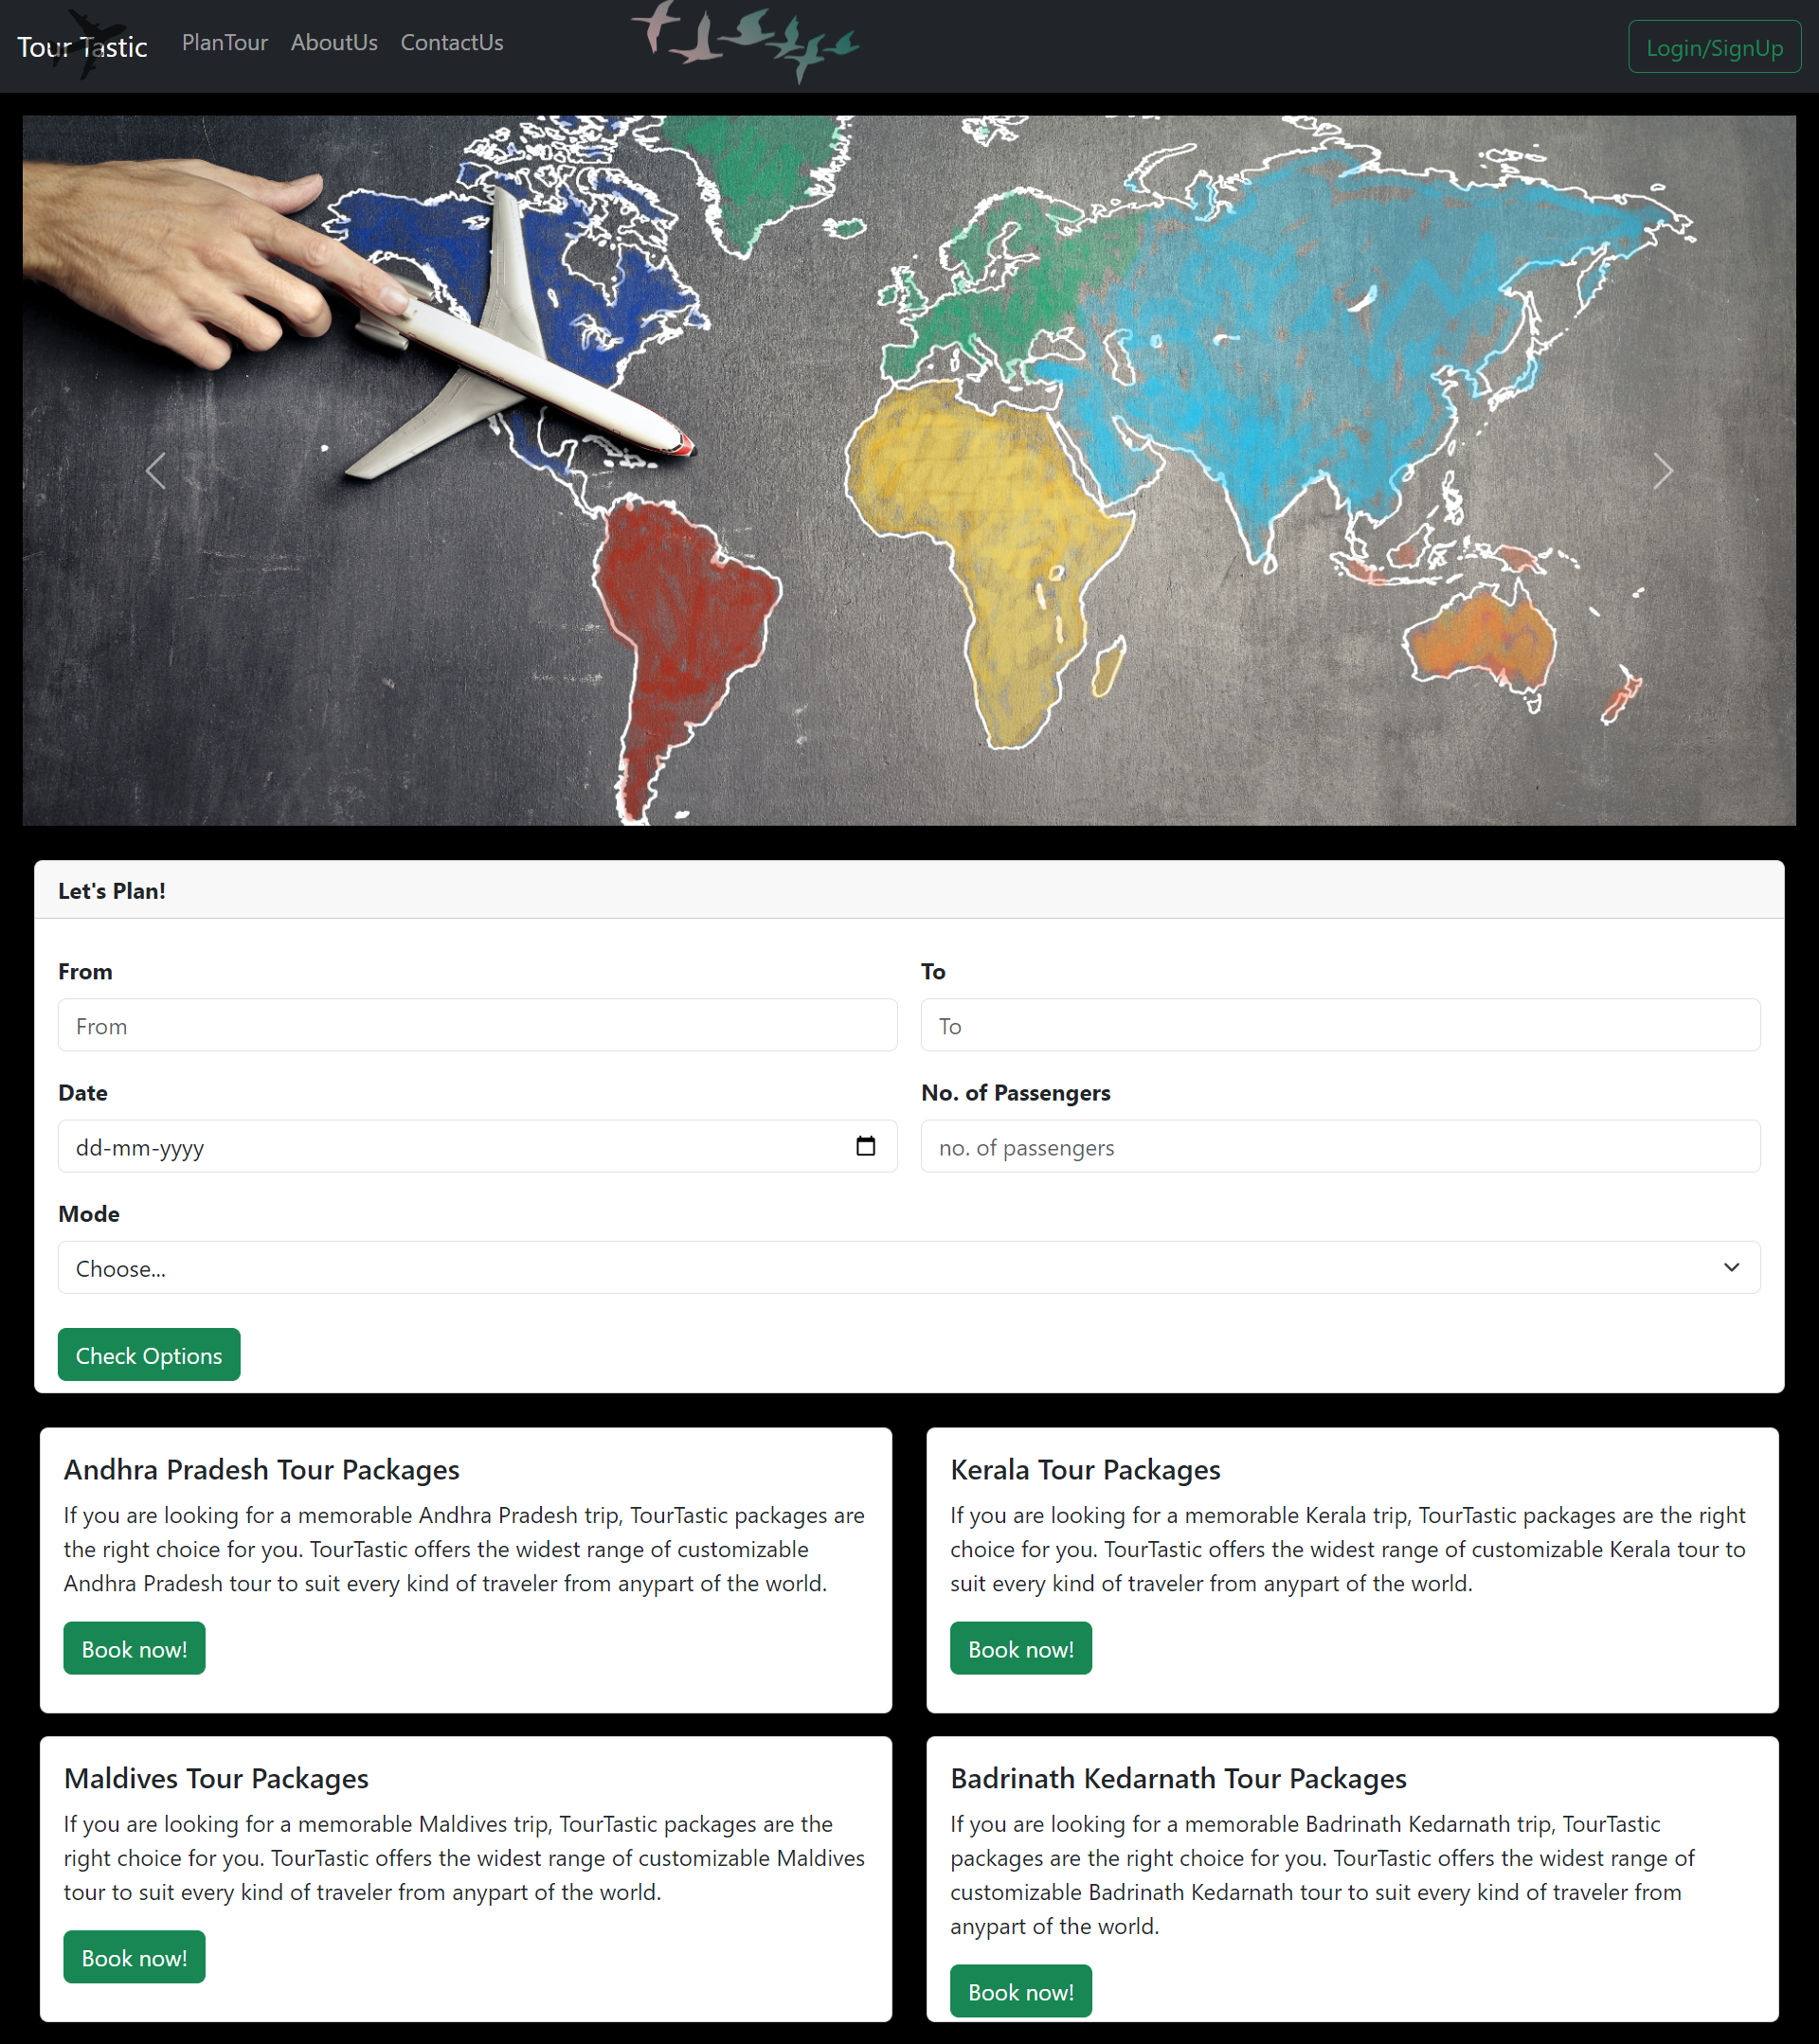 Tour Tastic PlanTour AboutUs ContactUs Login/SignUp
Let's Plan!
From To
From To
Date No. of Passengers
dd-mm-yyyy no. of passengers
Mode
Choose...
Check Options
Andhra Pradesh Tour Packages
If you are looking for a memorable Andhra Pradesh trip, TourTastic packages are
the right choice for you. TourTastic offers the widest range of customizable
Andhra Pradesh tour to suit every kind of traveler from anypart of the world.
Book now!
Kerala Tour Packages
If you are looking for a memorable Kerala trip, TourTastic packages are the right
choice for you. TourTastic offers the widest range of customizable Kerala tour to
suit every kind of traveler from anypart of the world.
Book now!
Maldives Tour Packages
If you are looking for a memorable Maldives trip, TourTastic packages are the
right choice for you. TourTastic offers the widest range of customizable Maldives
tour to suit every kind of traveler from anypart of the world.
Book now!
Badrinath Kedarnath Tour Packages
If you are looking for a memorable Badrinath Kedarnath trip, TourTastic
packages are the right choice for you. TourTastic offers the widest range of
customizable Badrinath Kedarnath tour to suit every kind of traveler from
anypart of the world.
Book now!